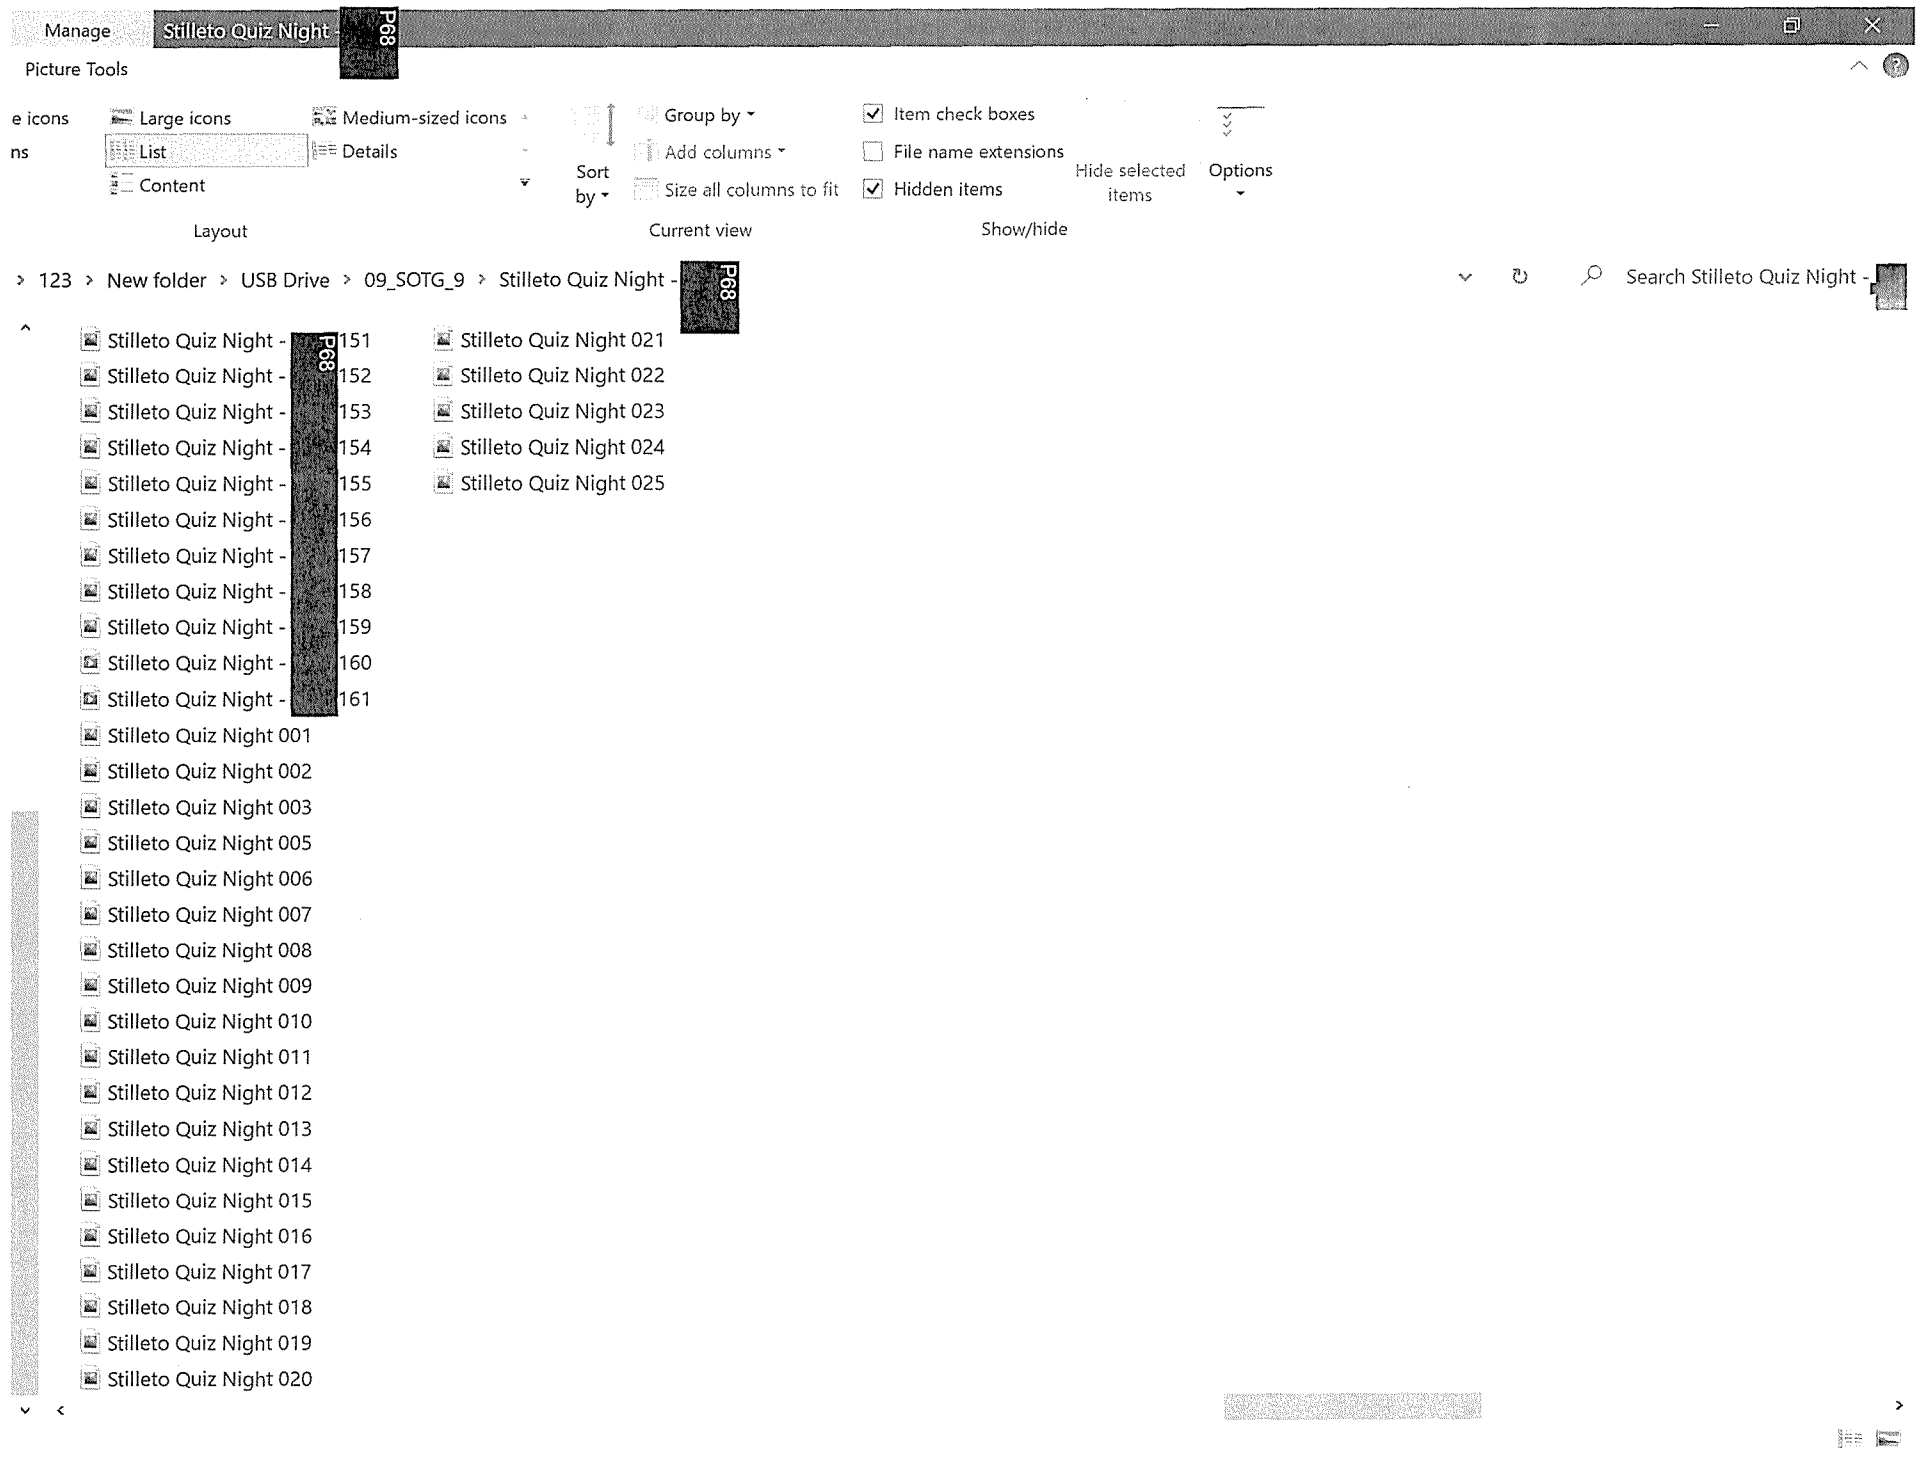 Manage Stilleto Quiz Night - P68
Picture Tools
e icons Large icons Medium-sized icons
ns List Details
Content
Sort by
Group by
Add columns
Size all columns to fit
Item check boxes
File name extensions
Hidden items
Hide selected items
Options
Layout Current view Show/hide
> 123 > New folder > USB Drive > 09_SOTG_9 > Stilleto Quiz Night - P68
Search Stilleto Quiz Night -
P68
Stilleto Quiz Night - 151
Stilleto Quiz Night - 152
Stilleto Quiz Night - 153
Stilleto Quiz Night - 154
Stilleto Quiz Night - 155
Stilleto Quiz Night - 156
Stilleto Quiz Night - 157
Stilleto Quiz Night - 158
Stilleto Quiz Night - 159
Stilleto Quiz Night - 160
Stilleto Quiz Night - 161
Stilleto Quiz Night 001
Stilleto Quiz Night 002
Stilleto Quiz Night 003
Stilleto Quiz Night 005
Stilleto Quiz Night 006
Stilleto Quiz Night 007
Stilleto Quiz Night 008
Stilleto Quiz Night 009
Stilleto Quiz Night 010
Stilleto Quiz Night 011
Stilleto Quiz Night 012
Stilleto Quiz Night 013
Stilleto Quiz Night 014
Stilleto Quiz Night 015
Stilleto Quiz Night 016
Stilleto Quiz Night 017
Stilleto Quiz Night 018
Stilleto Quiz Night 019
Stilleto Quiz Night 020
Stilleto Quiz Night 021
Stilleto Quiz Night 022
Stilleto Quiz Night 023
Stilleto Quiz Night 024
Stilleto Quiz Night 025